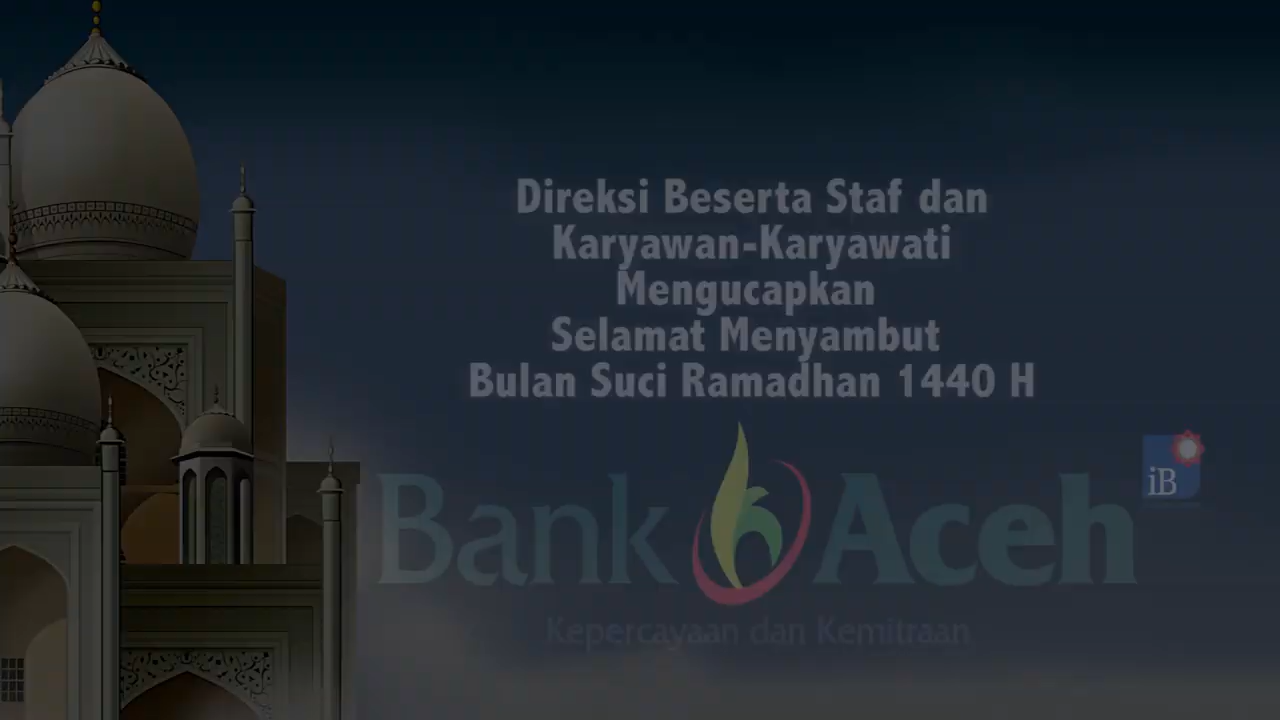 Direksi Beserta Staf dan
Karyawan-Karyawati
Mengucapkan
Selamat Menyambut
Bulan Suci Ramadhan 1440 H
Bank Aceh
iB
Kepercayaan dan Kemitraan